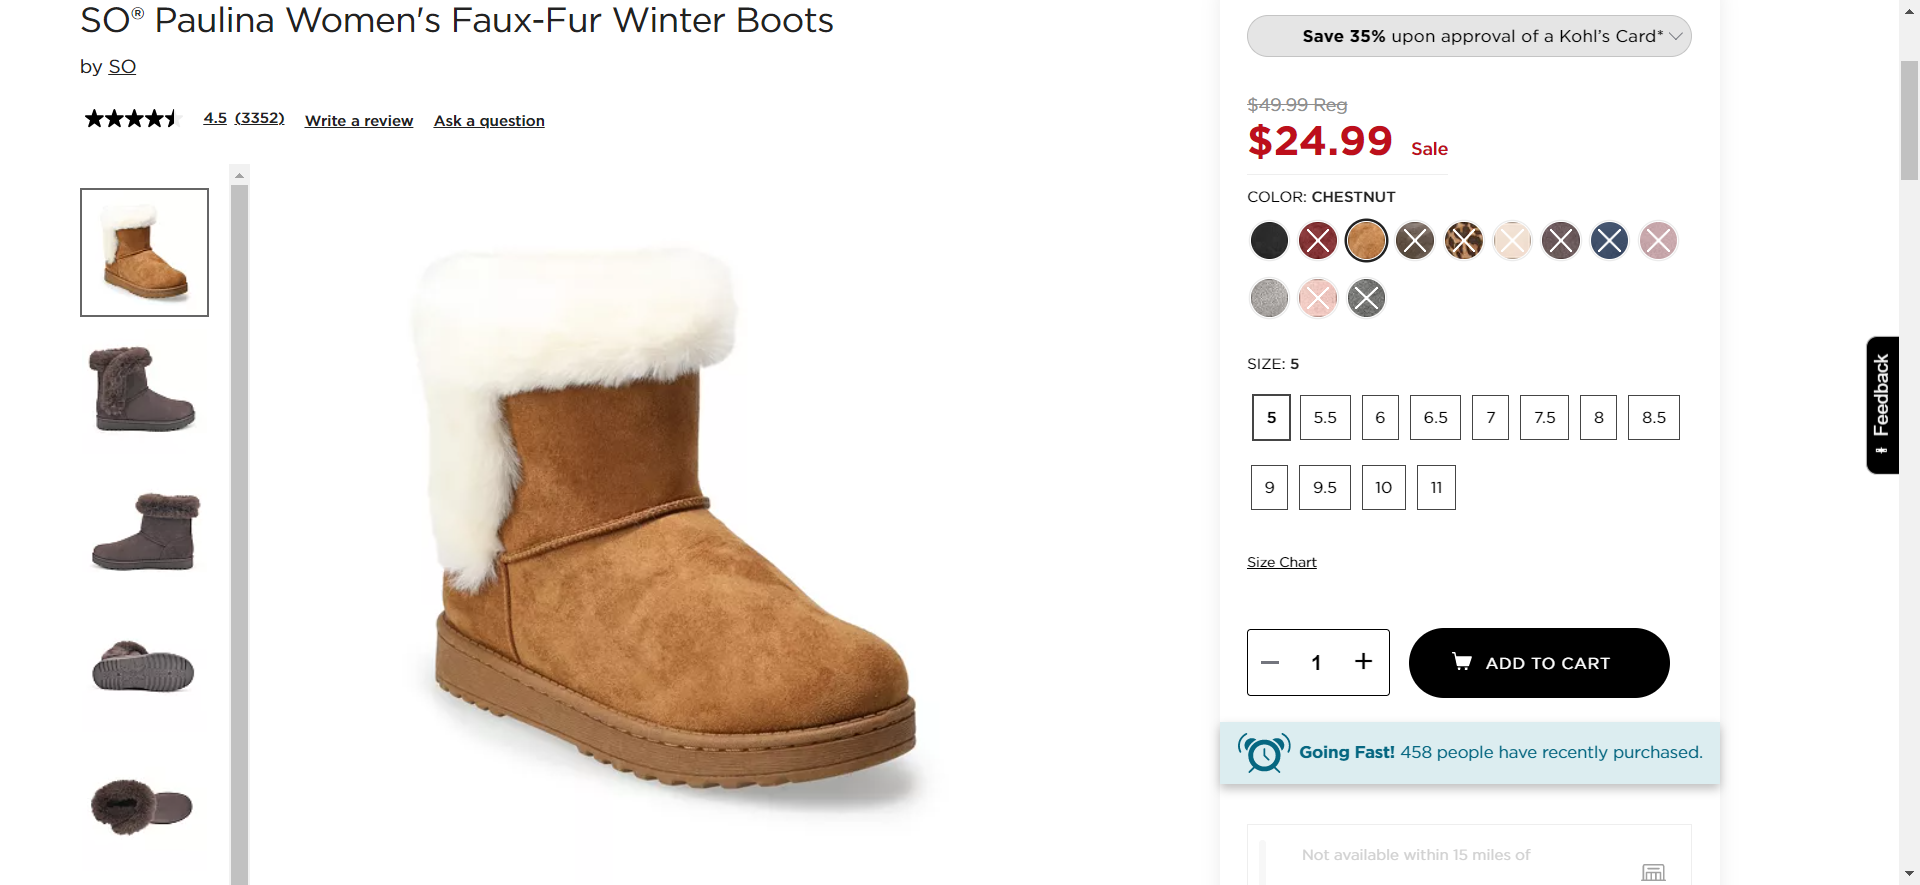 SO® Paulina Women's Faux-Fur Winter Boots
by SO
4.5 (3352) Write a review Ask a question
Save 35% upon approval of a Kohl's Card*
$49.99 Reg
$24.99 Sale
COLOR: CHESTNUT
SIZE: 5
5 5.5 6 6.5 7 7.5 8 8.5
9 9.5 10 11
Size Chart
1
ADD TO CART
Going Fast! 458 people have recently purchased.
Not available within 15 miles of
Feedback